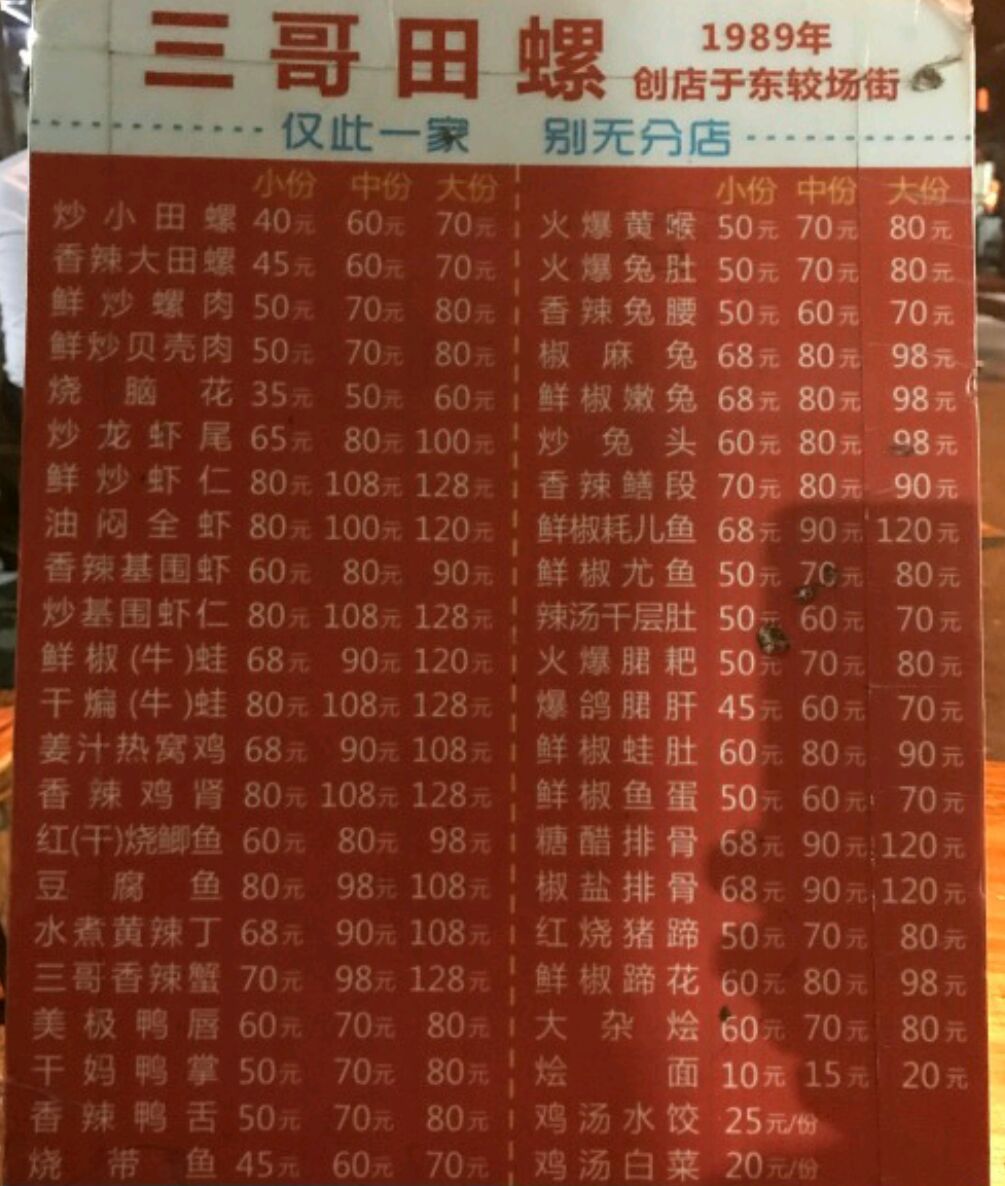 三哥田螺
1989年
创店于东较场街
仅此一家 别无分店
小份 中份 大份
炒小田螺 40元 60元 70元
香辣大田螺 45元 60元 70元
鲜炒螺肉 50元 70元 80元
鲜炒贝壳肉 50元 70元 80元
烧脑花 35元 50元 60元
炒龙虾尾 65元 80元 100元
鲜炒虾仁 80元 108元 128元
油闷全虾 80元 100元 120元
香辣基围虾 60元 80元 90元
炒基围虾仁 80元 108元 128元
鲜椒(牛)蛙 68元 90元 120元
干煸(牛)蛙 80元 108元 128元
姜汁热窝鸡 68元 90元 108元
香辣鸡肾 80元 108元 128元
红(干)烧鲫鱼 60元 80元 98元
豆腐鱼 80元 98元 108元
水煮黄辣丁 68元 90元 108元
三哥香辣蟹 70元 98元 128元
美极鸭唇 60元 70元 80元
干妈鸭掌 50元 70元 80元
香辣鸭舌 50元 70元 80元
烧带鱼 45元 60元 70元
小份 中份 大份
火爆黄喉 50元 70元 80元
火爆兔肚 50元 70元 80元
香辣兔腰 50元 60元 70元
椒麻兔 68元 80元 98元
鲜椒嫩兔 68元 80元 98元
炒兔头 60元 80元 98元
香辣鳝段 70元 80元 90元
鲜椒耗儿鱼 68元 90元 120元
鲜椒尤鱼 50元 70元 80元
辣汤千层肚 50元 60元 70元
火爆腒耙 50元 70元 80元
爆鸽腒肝 45元 60元 70元
鲜椒蛙肚 60元 80元 90元
鲜椒鱼蛋 50元 60元 70元
糖醋排骨 68元 90元 120元
椒盐排骨 68元 90元 120元
红烧猪蹄 50元 70元 80元
鲜椒蹄花 60元 80元 98元
大杂烩 60元 70元 80元
烩面 10元 15元 20元
鸡汤水饺 25元/份
鸡汤白菜 20元/份